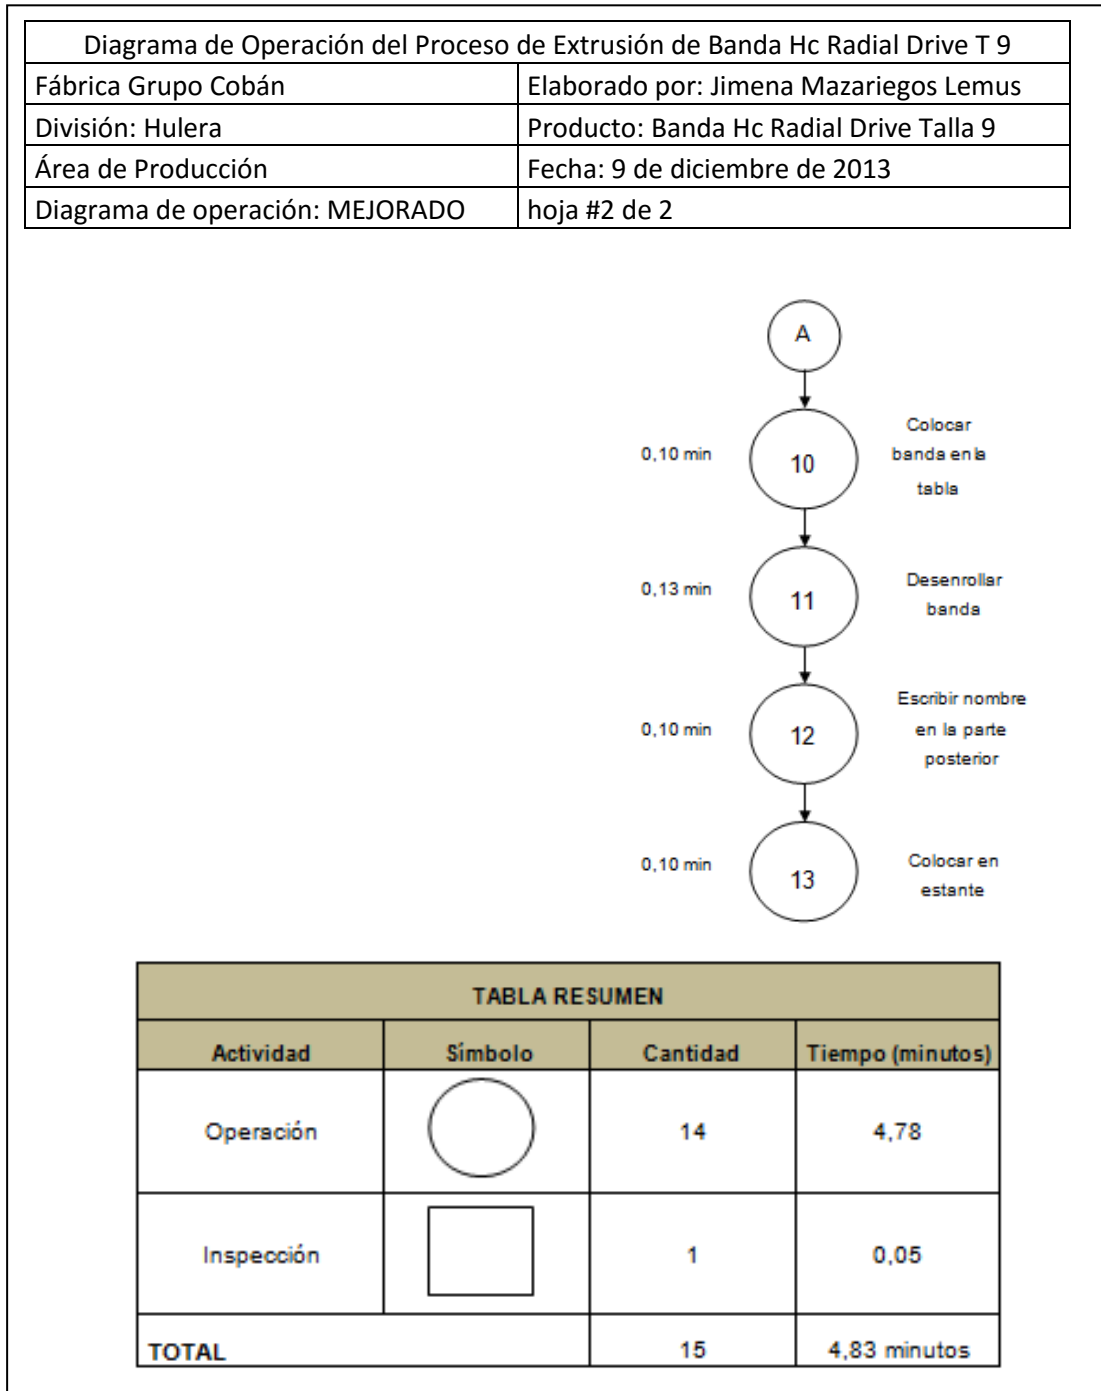 Diagrama de Operación del Proceso de Extrusión de Banda Hc Radial Drive T 9
Fábrica Grupo Cobán
Elaborado por: Jimena Mazariegos Lemus
División: Hulera
Producto: Banda Hc Radial Drive Talla 9
Área de Producción
Fecha: 9 de diciembre de 2013
Diagrama de operación: MEJORADO
hoja #2 de 2
A
0,10 min
10
Colocar
banda en la
tabla
0,13 min
11
Desenrollar
banda
0,10 min
12
Escribir nombre
en la parte
posterior
0,10 min
13
Colocar en
estante
TABLA RESUMEN
Actividad
Símbolo
Cantidad
Tiempo (minutos)
Operación
14
4,78
Inspección
1
0,05
TOTAL
15
4,83 minutos